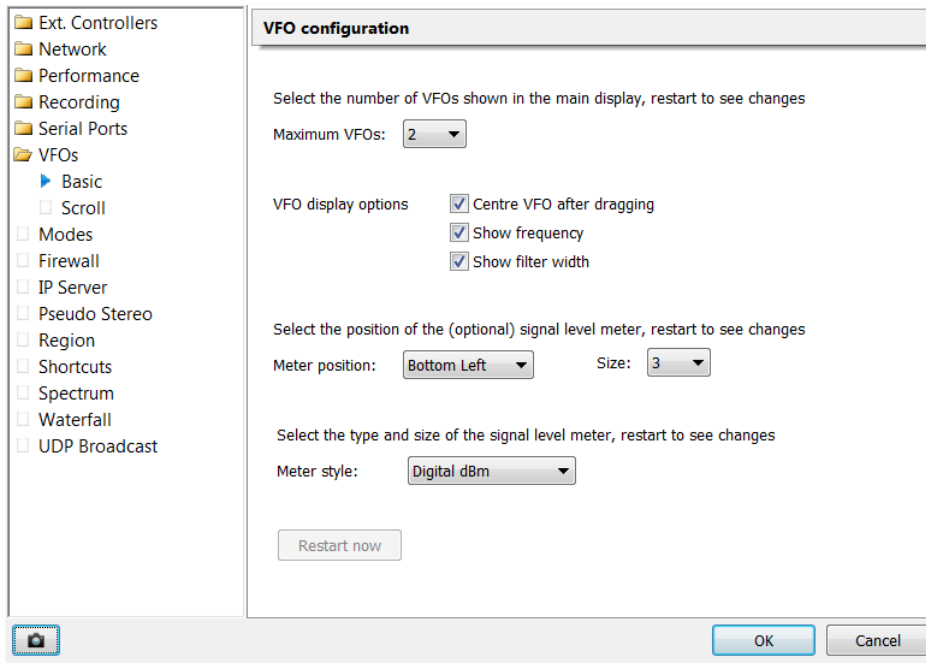 Ext. Controllers
Network
Performance
Recording
Serial Ports
VFOs
Basic
Scroll
Modes
Firewall
IP Server
Pseudo Stereo
Region
Shortcuts
Spectrum
Waterfall
UDP Broadcast
VFO configuration
Select the number of VFOs shown in the main display, restart to see changes
Maximum VFOs: 2
VFO display options Centre VFO after dragging
Show frequency
Show filter width
Select the position of the (optional) signal level meter, restart to see changes
Meter position: Bottom Left Size: 3
Select the type and size of the signal level meter, restart to see changes
Meter style: Digital dBm
Restart now
OK Cancel